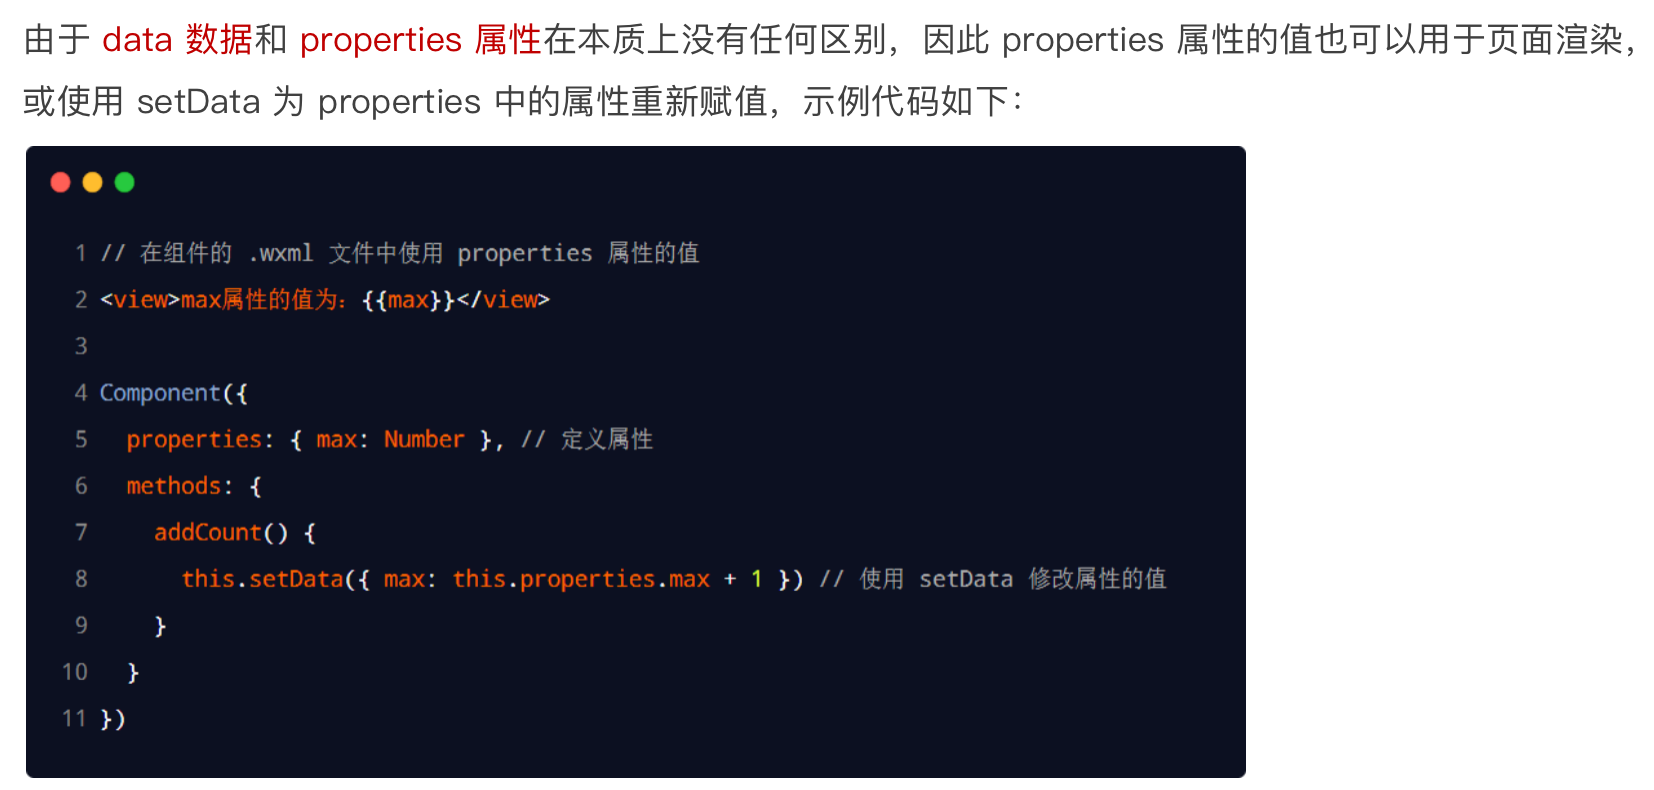 由于 data 数据和 properties 属性在本质上没有任何区别，因此 properties 属性的值也可以用于页面渲染，
或使用 setData 为 properties 中的属性重新赋值，示例代码如下：
1 // 在组件的 .wxml 文件中使用 properties 属性的值
2 <view>max属性的值为：{{max}}</view>
3
4 Component({
5   properties: { max: Number }, // 定义属性
6   methods: {
7     addCount() {
8       this.setData({ max: this.properties.max + 1 }) // 使用 setData 修改属性的值
9     }
10   }
11 })